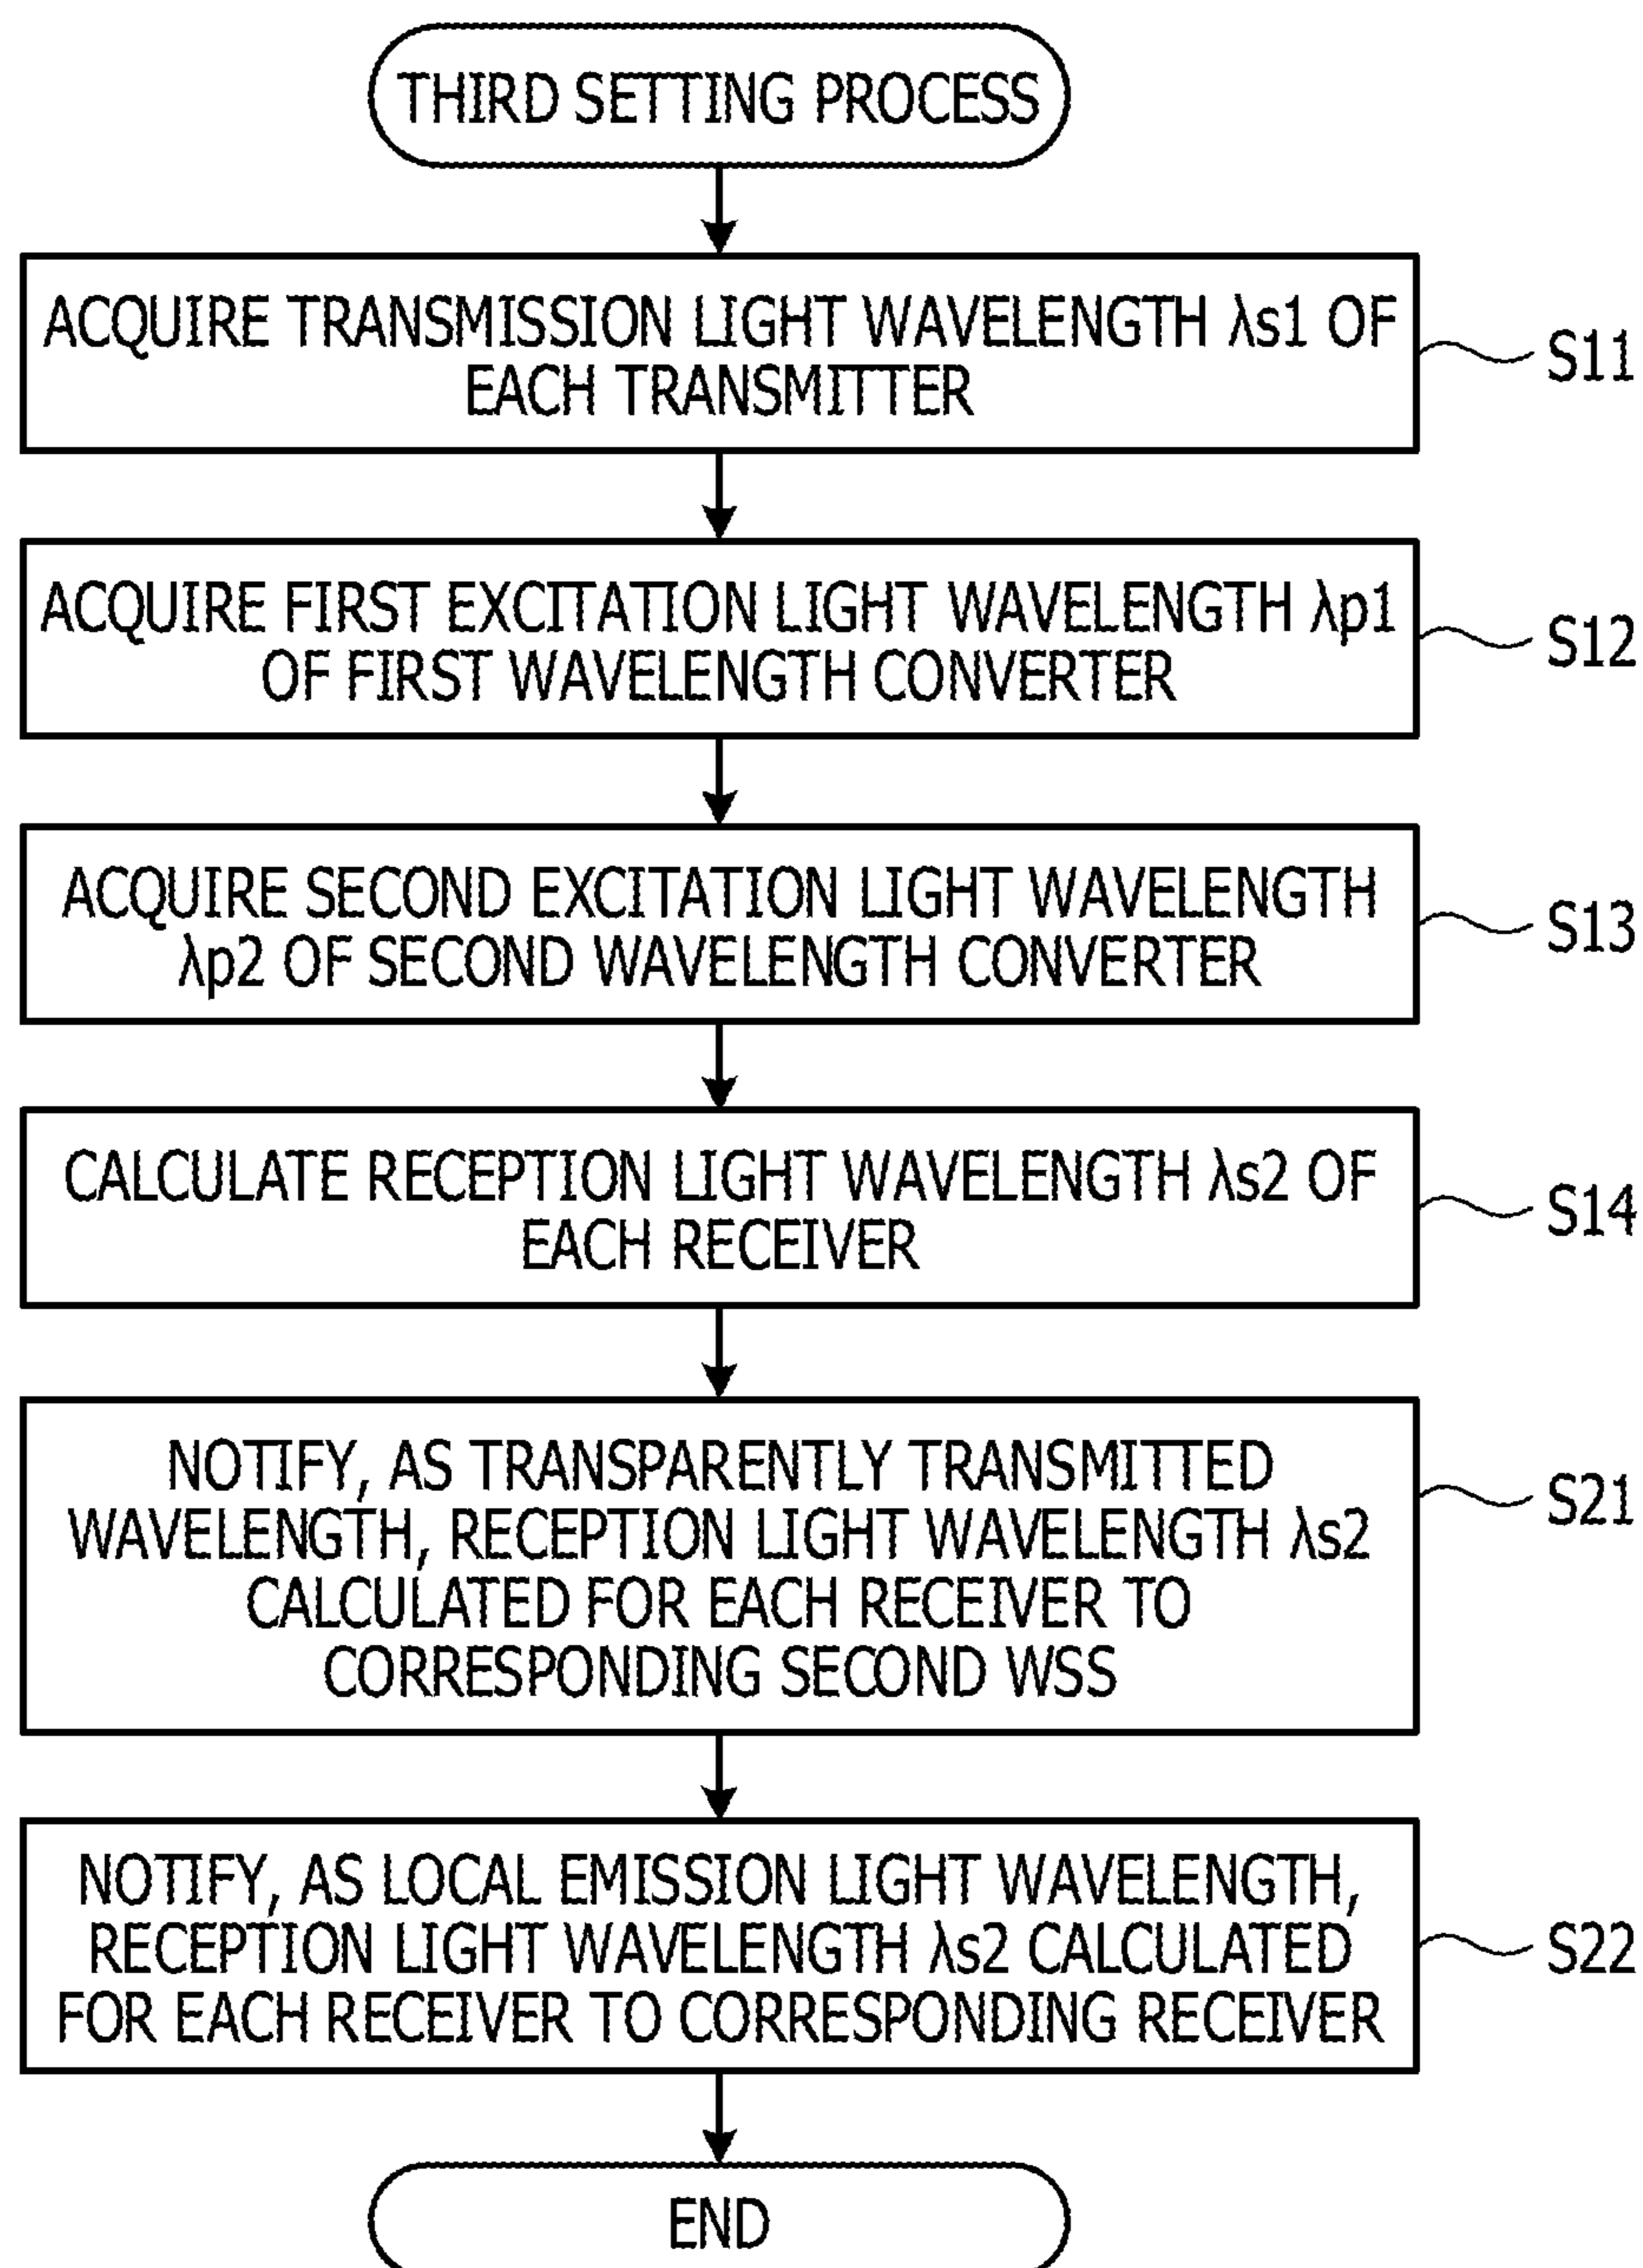 THIRD SETTING PROCESS
ACQUIRE TRANSMISSION LIGHT WAVELENGTH λs1 OF
EACH TRANSMITTER
S11
ACQUIRE FIRST EXCITATION LIGHT WAVELENGTH λp1
OF FIRST WAVELENGTH CONVERTER
S12
ACQUIRE SECOND EXCITATION LIGHT WAVELENGTH
λp2 OF SECOND WAVELENGTH CONVERTER
S13
CALCULATE RECEPTION LIGHT WAVELENGTH λs2 OF
EACH RECEIVER
S14
NOTIFY, AS TRANSPARENTLY TRANSMITTED
WAVELENGTH, RECEPTION LIGHT WAVELENGTH λs2
CALCULATED FOR EACH RECEIVER TO
CORRESPONDING SECOND WSS
S21
NOTIFY, AS LOCAL EMISSION LIGHT WAVELENGTH,
RECEPTION LIGHT WAVELENGTH λs2 CALCULATED
FOR EACH RECEIVER TO CORRESPONDING RECEIVER
S22
END